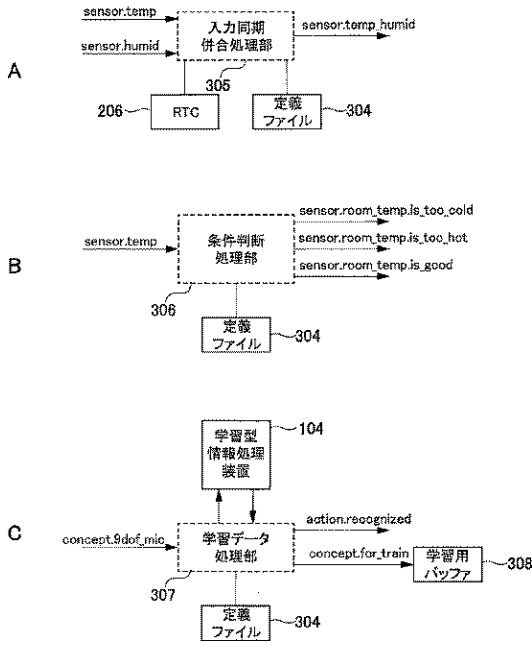 sensor.temp
sensor.humid
入力同期
併合処理部
sensor.temp_humid
305
A
206
RTC
定義
ファイル
304
sensor.room_temp.is_too_cold
sensor.temp
条件判断
処理部
sensor.room_temp.is_too_hot
sensor.room_temp.is_good
B
306
定義
ファイル
304
学習型
情報処理
装置
104
action.recognized
C
concept.9dof_mic
学習データ
処理部
concept.for_train
学習用
バッファ
308
307
定義
ファイル
304